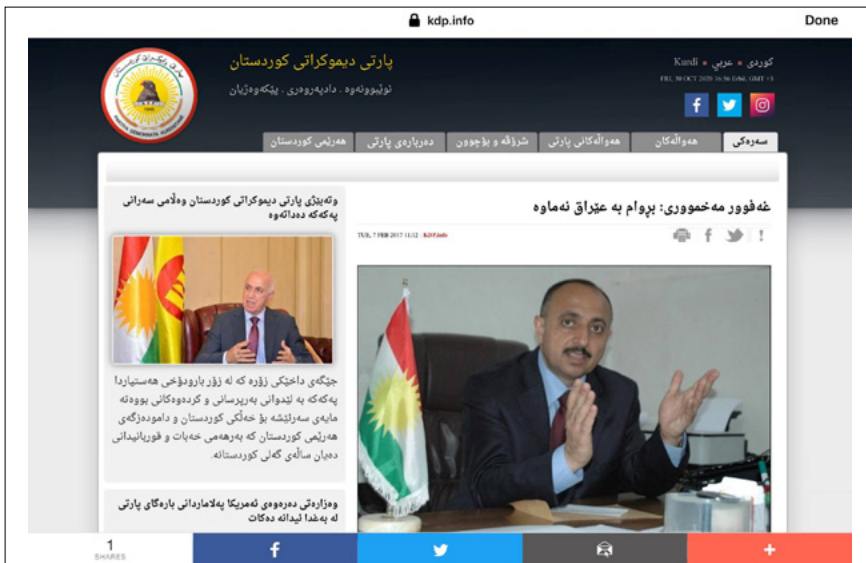 kdp.info
Done
پارتی دیموکراتی کوردستان
نوێبوونەوە . دادپەروەری . پێکەوەژیان
کوردی عربي Kurdî
FRI, 30 OCT 2020 16:56 Erbil, GMT +3
سەرەکی
هەواڵەکان
هەواڵەکانی پارتی
شرۆڤە و بۆچوون
دەربارەی پارتی
هەرێمی کوردستان
غەفوور مەخمووری: بڕوام بە عێراق نەماوە
TUE, 7 FEB 2017 11:12 KDP.info
وتەبێژی پارتی دیموکراتی کوردستان وەڵامی سەرانی
پەکەکە دەداتەوە
جێگەی داخێکی زۆرە کە لە زۆر بارودۆخی هەستیاردا
پەکەکە بە لێدوانی بەرپرسانی و کردەوەکانی بوونەتە
مایەی سەرئێشە بۆ خەڵکی کوردستان و دامودەزگەی
هەرێمی کوردستان کە بەرهەمی خەبات و قوربانیدانی
دەیان ساڵەی گەلی کوردستانە.
وەزارەتی دەرەوەی ئەمریکا پەلاماردانی بارەگای پارتی
لە بەغدا ئیدانە دەکات
1
SHARES